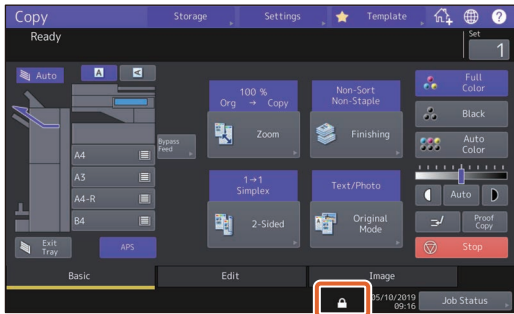 Copy
Storage
Settings
Template
?
Ready
Set
1
Auto
A
A
100 %
Org → Copy
Zoom
Non-Sort
Non-Staple
Finishing
Full
Color
Black
Auto
Color
Bypass
Feed
A4
A3
A4-R
B4
1→1
Simplex
2-Sided
Text/Photo
Original
Mode
Auto
Proof
Copy
Exit
Tray
APS
Stop
Basic
Edit
Image
05/10/2019
09:16
Job Status